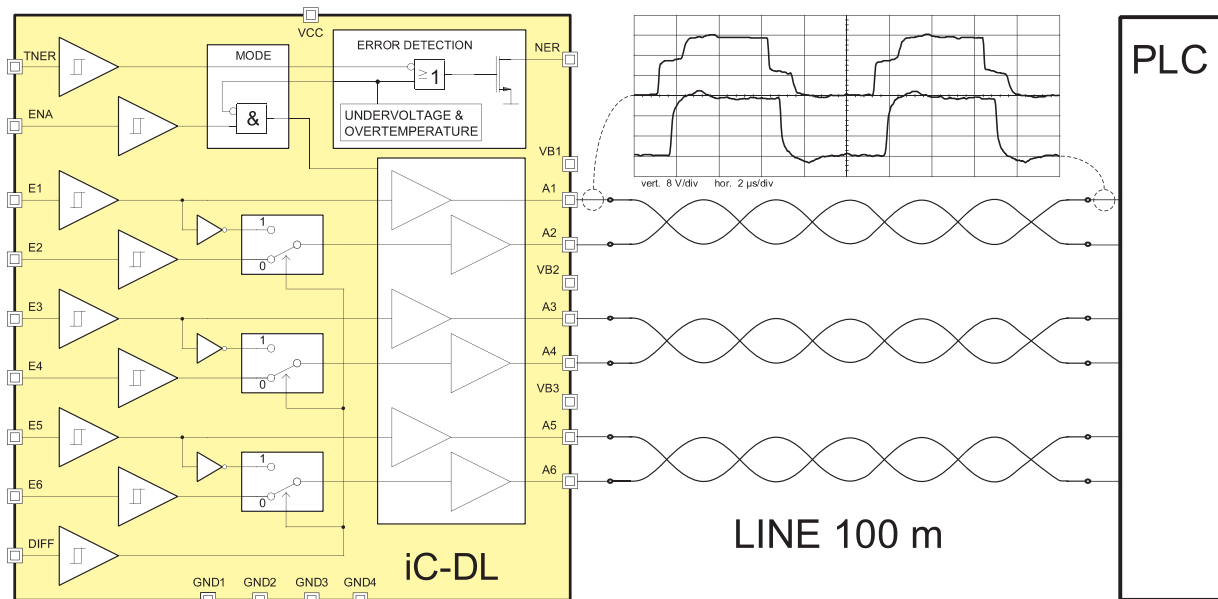 VCC
TNER
MODE
ERROR DETECTION
NER
≥1
ENA
&
UNDERVOLTAGE &
OVERTEMPERATURE
PLC
vert. 8 V/div hor. 2 µs/div
VB1
E1
A1
1
E2
0
A2
VB2
E3
A3
1
E4
0
A4
VB3
E5
A5
1
E6
0
A6
DIFF
iC-DL
LINE 100 m
GND1 GND2 GND3 GND4